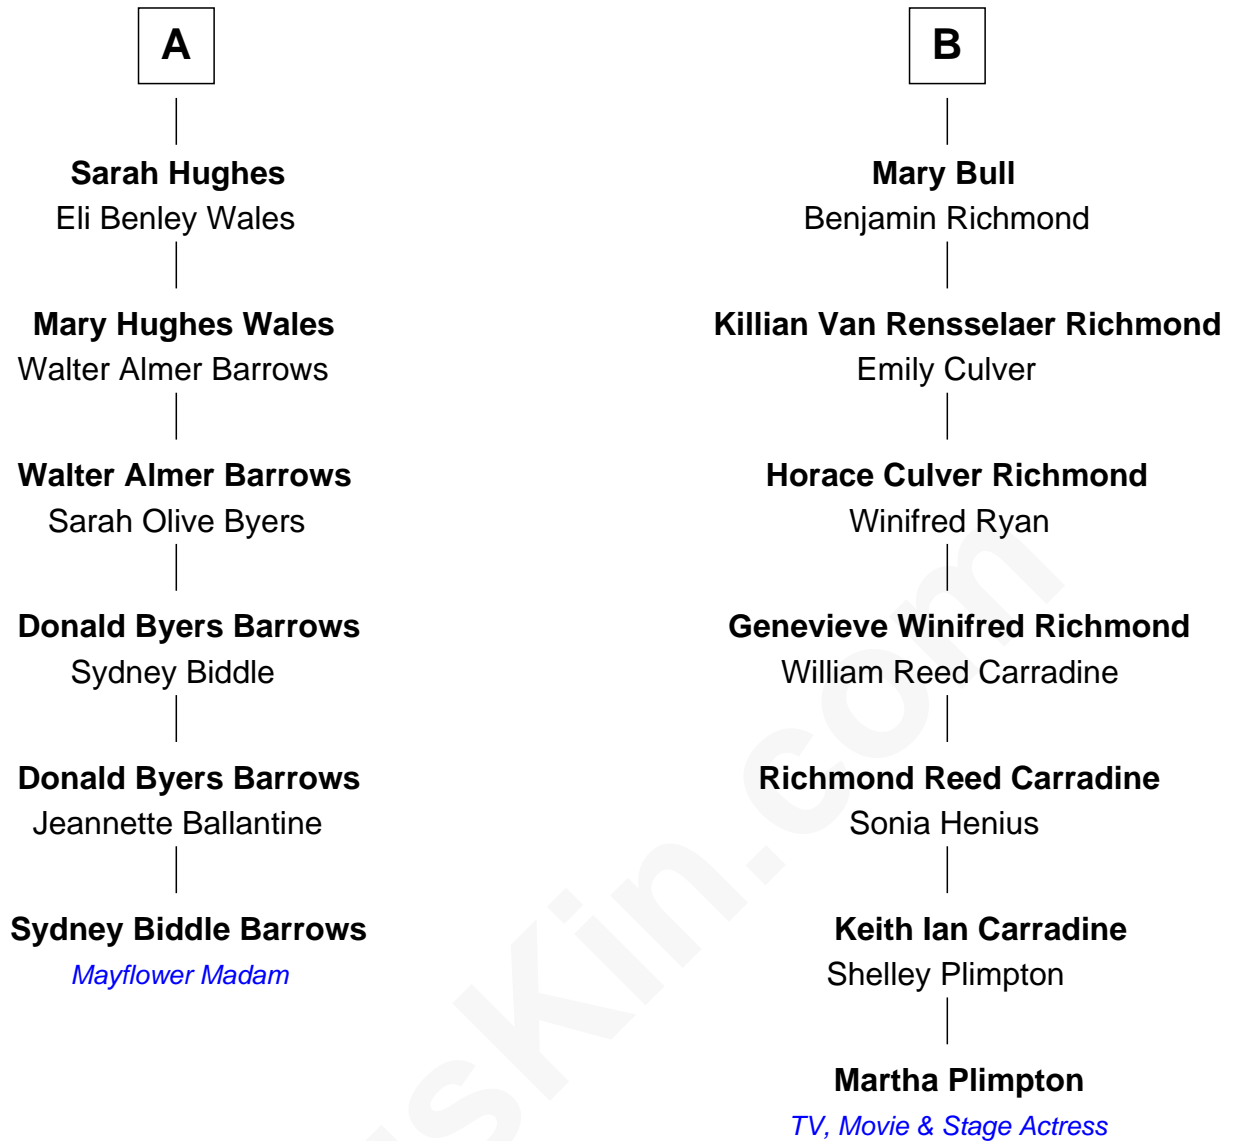 A
Sarah Hughes
Eli Benley Wales
Mary Hughes Wales
Walter Almer Barrows
Walter Almer Barrows
Sarah Olive Byers
Donald Byers Barrows
Sydney Biddle
Donald Byers Barrows
Jeannette Ballantine
Sydney Biddle Barrows
Mayflower Madam
B
Mary Bull
Benjamin Richmond
Killian Van Rensselaer Richmond
Emily Culver
Horace Culver Richmond
Winifred Ryan
Genevieve Winifred Richmond
William Reed Carradine
Richmond Reed Carradine
Sonia Henius
Keith Ian Carradine
Shelley Plimpton
Martha Plimpton
TV, Movie & Stage Actress
sKin.com